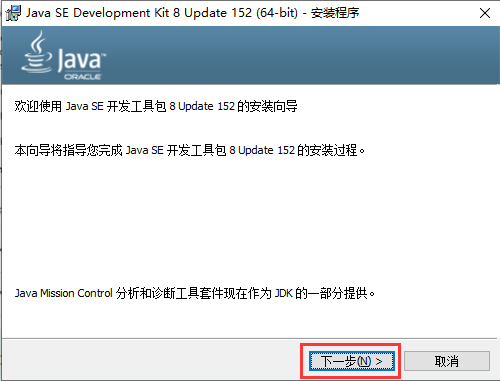 Java SE Development Kit 8 Update 152 (64-bit) - 安装程序
Java
ORACLE
欢迎使用 Java SE 开发工具包 8 Update 152 的安装向导
本向导将指导您完成 Java SE 开发工具包 8 Update 152 的安装过程。
Java Mission Control 分析和诊断工具套件现在作为 JDK 的一部分提供。
下一步(N) >
取消